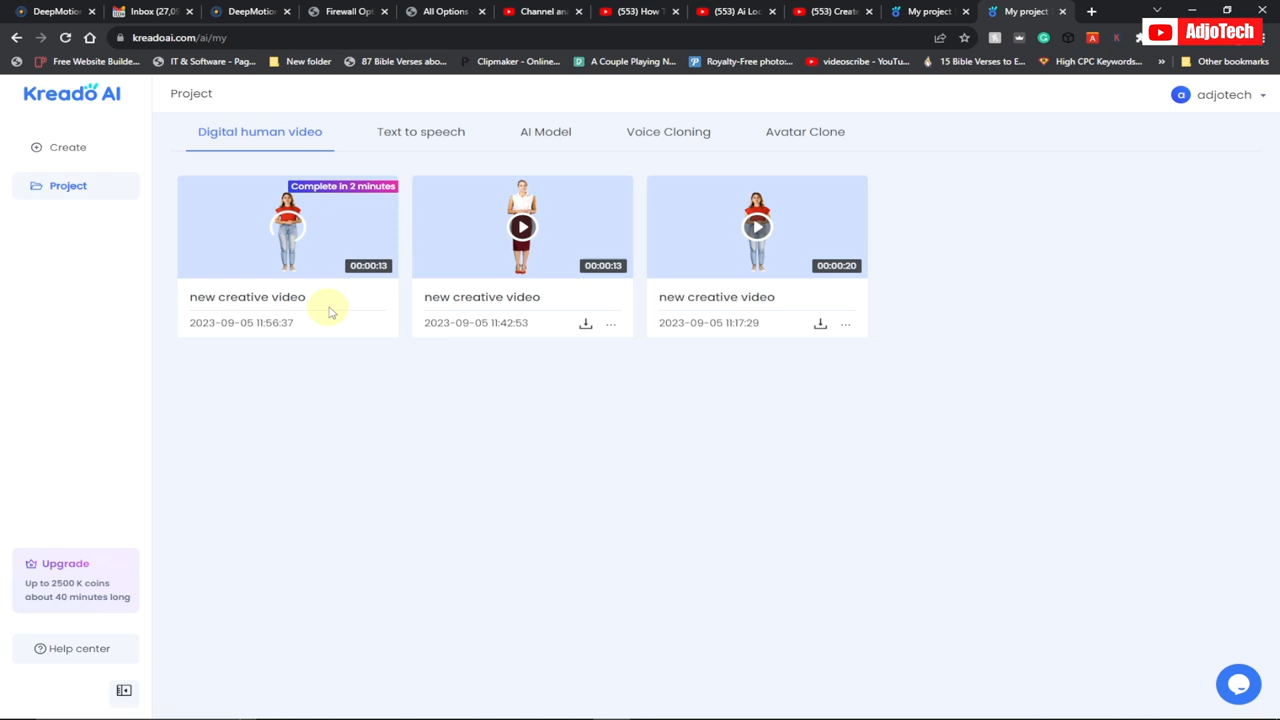 DeepMotion
Inbox (27,05
DeepMotion
Firewall Opt
All Options
Channel and
(553) How T
(553) Ai Loc
(553) Create
My project
My project
kreadoai.com/ai/my
AdjoTech
Free Website Builde...
IT & Software - Pag...
New folder
87 Bible Verses abo...
Clipmaker - Online...
A Couple Playing N...
Royalty-Free photo:...
videoscribe - YouTu...
15 Bible Verses to E...
High CPC Keywords...
»
Other bookmarks
Kreado AI
Project
a adjotech
Create
Project
Digital human video
Text to speech
AI Model
Voice Cloning
Avatar Clone
Complete in 2 minutes
00:00:13
00:00:13
00:00:20
new creative video
new creative video
new creative video
2023-09-05 11:56:37
2023-09-05 11:42:53
...
2023-09-05 11:17:29
...
Upgrade
Up to 2500 K coins
about 40 minutes long
Help center